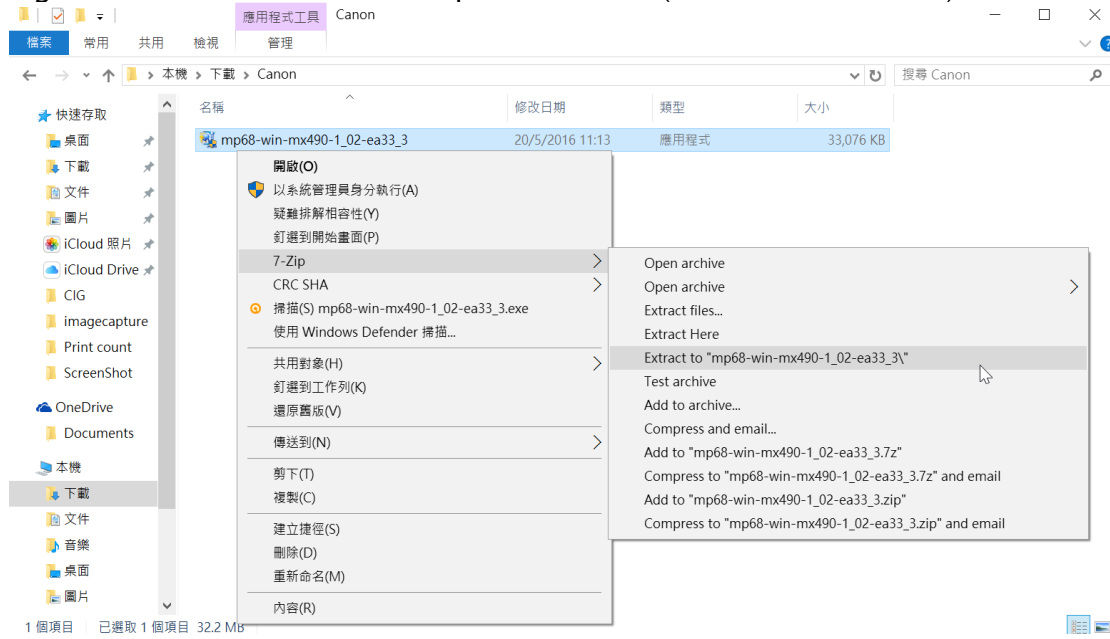 應用程式工具
Canon
檔案
常用
共用
檢視
管理
本機 > 下載 > Canon
搜尋 Canon
名稱
修改日期
類型
大小
快速存取
桌面
下載
文件
圖片
iCloud 照片
iCloud Drive
CIG
imagecapture
Print count
ScreenShot
OneDrive
Documents
本機
下載
文件
音樂
桌面
圖片
mp68-win-mx490-1_02-ea33_3
20/5/2016 11:13
應用程式
33,076 KB
開啟(O)
以系統管理員身分執行(A)
疑難排解相容性(Y)
釘選到開始畫面(P)
7-Zip
CRC SHA
掃描(S) mp68-win-mx490-1_02-ea33_3.exe
使用 Windows Defender 掃描...
共用對象(H)
釘選到工作列(K)
還原舊版(V)
傳送到(N)
剪下(T)
複製(C)
建立捷徑(S)
刪除(D)
重新命名(M)
內容(R)
Open archive
Open archive
Extract files...
Extract Here
Extract to "mp68-win-mx490-1_02-ea33_3\"
Test archive
Add to archive...
Compress and email...
Add to "mp68-win-mx490-1_02-ea33_3.7z"
Compress to "mp68-win-mx490-1_02-ea33_3.7z" and email
Add to "mp68-win-mx490-1_02-ea33_3.zip"
Compress to "mp68-win-mx490-1_02-ea33_3.zip" and email
1 個項目
已選取 1 個項目 32.2 MB